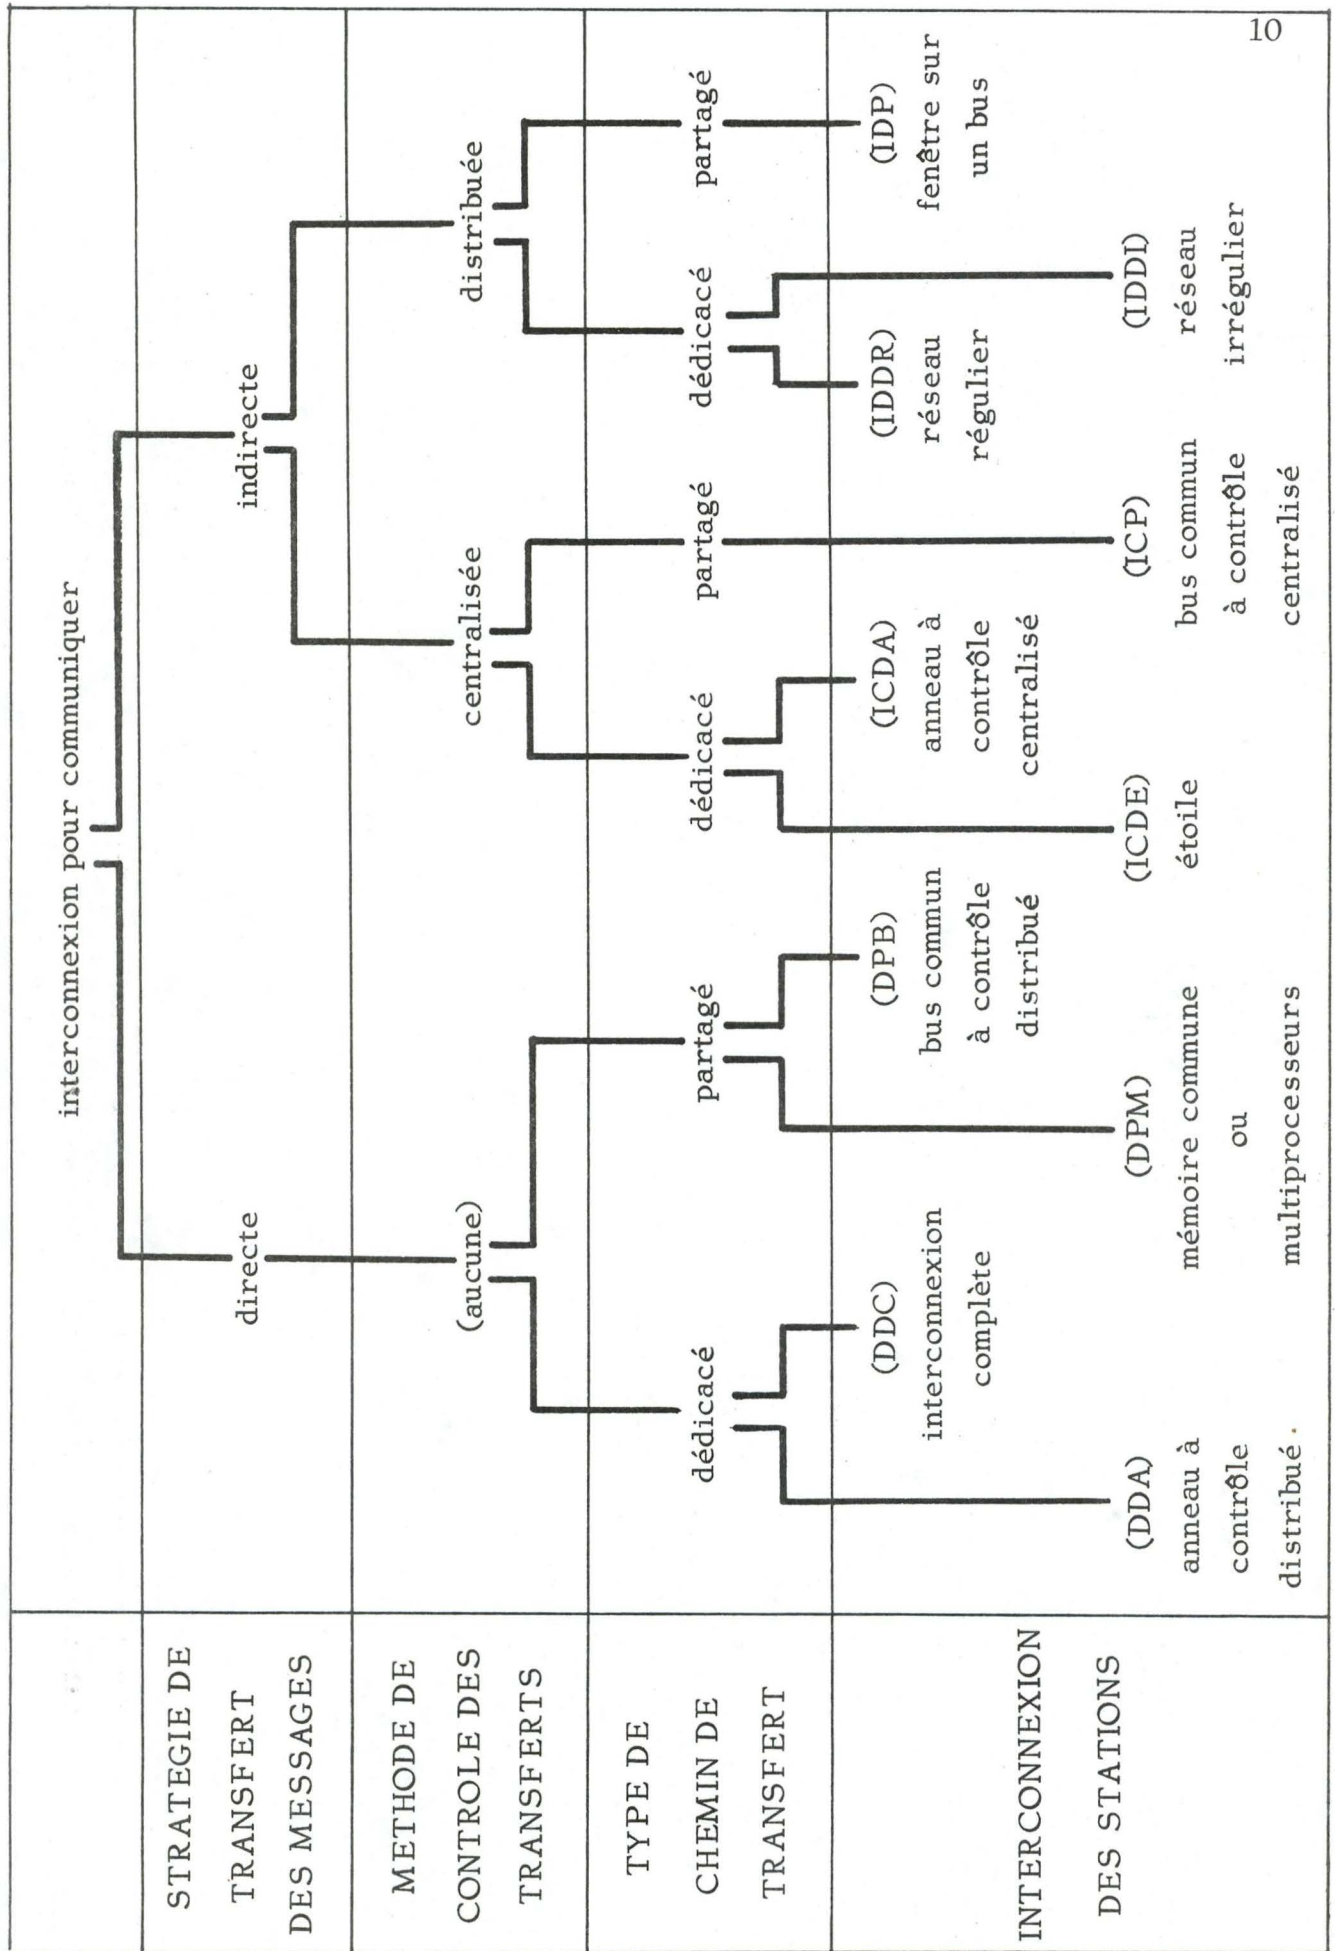 10
interconnexion pour communiquer
STRATEGIE DE
TRANSFERT
DES MESSAGES
directe
indirecte
METHODE DE
CONTROLE DES
TRANSFERTS
(aucune)
centralisée
distribuée
TYPE DE
CHEMIN DE
TRANSFERT
dédicacé
partagé
dédicacé
partagé
dédicacé
partagé
INTERCONNEXION
DES STATIONS
(DDA)
anneau à
contrôle
distribué.
(DDC)
interconnexion
complète
(DPM)
mémoire commune
ou
multiprocesseurs
(DPB)
bus commun
à contrôle
distribué
(ICDE)
étoile
(ICDA)
anneau à
contrôle
centralisé
(ICP)
bus commun
à contrôle
centralisé
(IDDR)
réseau
régulier
(IDDI)
réseau
irrégulier
(IDP)
fenêtre sur
un bus